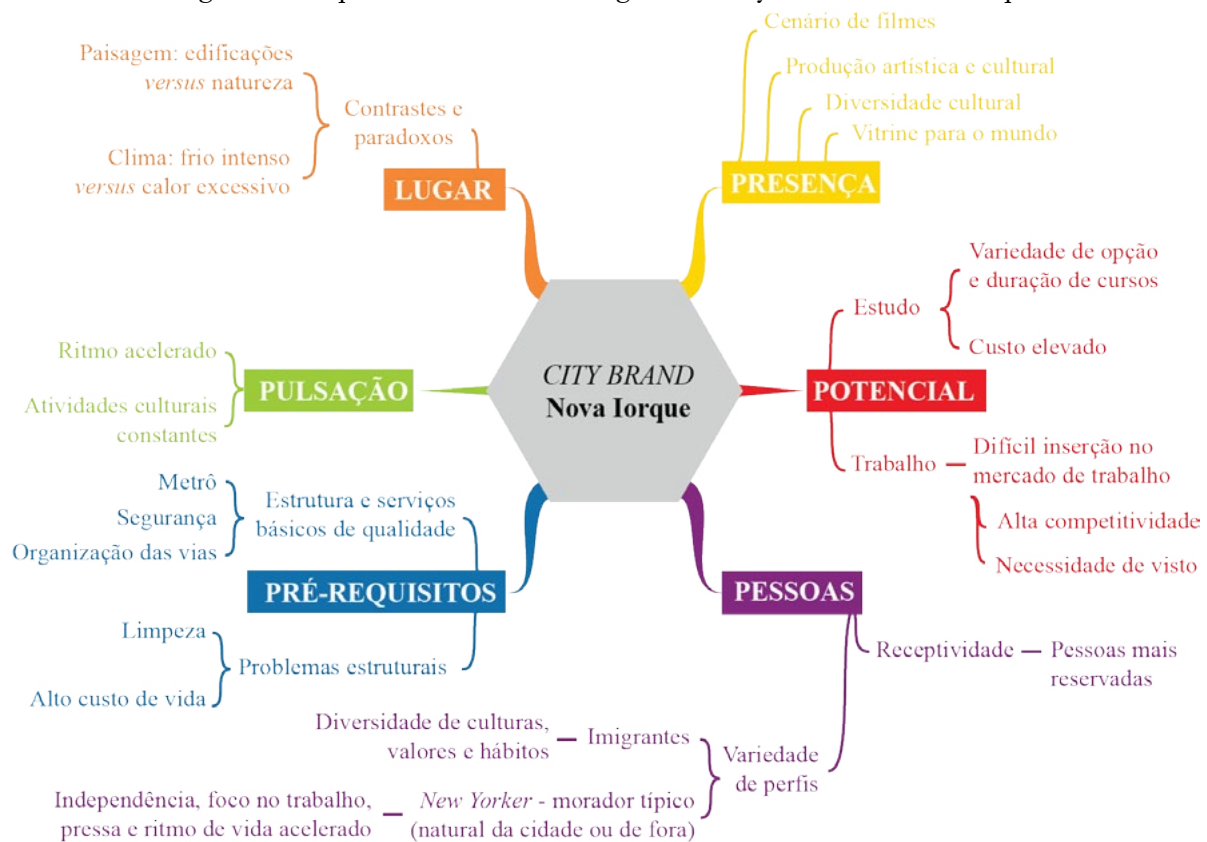 Cenário de filmes
Produção artística e cultural
Diversidade cultural
Vitrine para o mundo
PRESENÇA
Paisagem: edificações
versus natureza
Contrastes e
paradoxos
Clima: frio intenso
versus calor excessivo
LUGAR
Variedade de opção
e duração de cursos
Estudo
Custo elevado
POTENCIAL
Trabalho
Difícil inserção no
mercado de trabalho
Alta competitividade
Necessidade de visto
CITY BRAND
Nova Iorque
Ritmo acelerado
PULSAÇÃO
Atividades culturais
constantes
Metrô
Segurança
Organização das vias
Estrutura e serviços
básicos de qualidade
PRÉ-REQUISITOS
Limpeza
Problemas estruturais
Alto custo de vida
PESSOAS
Receptividade
Pessoas mais
reservadas
Variedade
de perfis
Imigrantes
Diversidade de culturas,
valores e hábitos
New Yorker - morador típico
(natural da cidade ou de fora)
Independência, foco no trabalho,
pressa e ritmo de vida acelerado